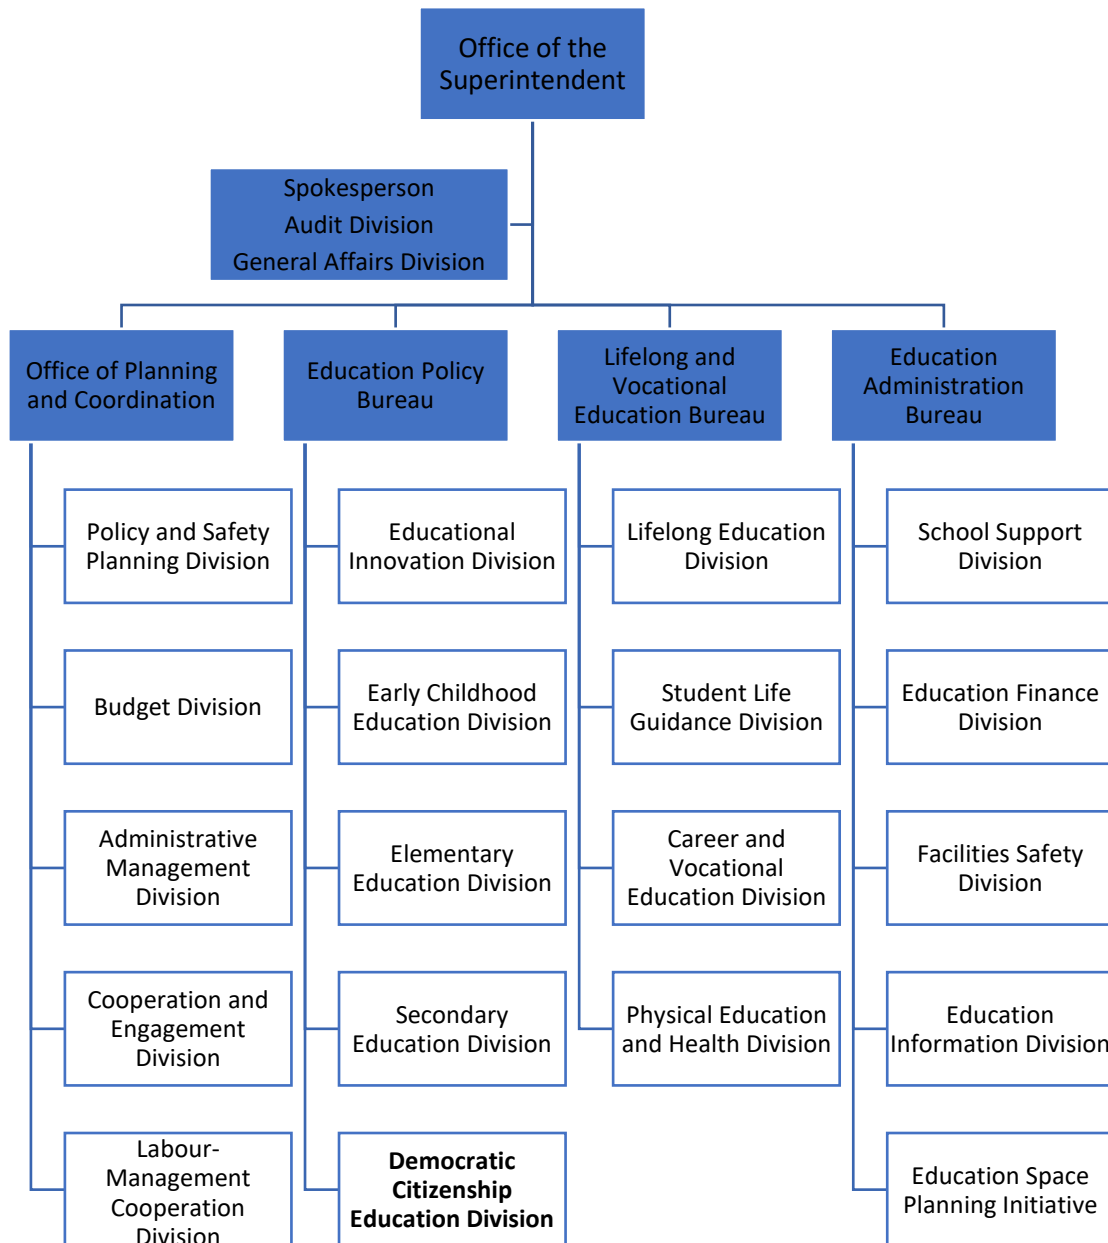 Office of the
Superintendent
Spokesperson
Audit Division
General Affairs Division
Office of Planning
and Coordination
Education Policy
Bureau
Lifelong and
Vocational
Education Bureau
Education
Administration
Bureau
Policy and Safety
Planning Division
Educational
Innovation Division
Lifelong Education
Division
School Support
Division
Budget Division
Early Childhood
Education Division
Student Life
Guidance Division
Education Finance
Division
Administrative
Management
Division
Elementary
Education Division
Career and
Vocational
Education Division
Facilities Safety
Division
Cooperation and
Engagement
Division
Secondary
Education Division
Physical Education
and Health Division
Education
Information Division
Labour-
Management
Cooperation
Division
Democratic
Citizenship
Education Division
Education Space
Planning Initiative